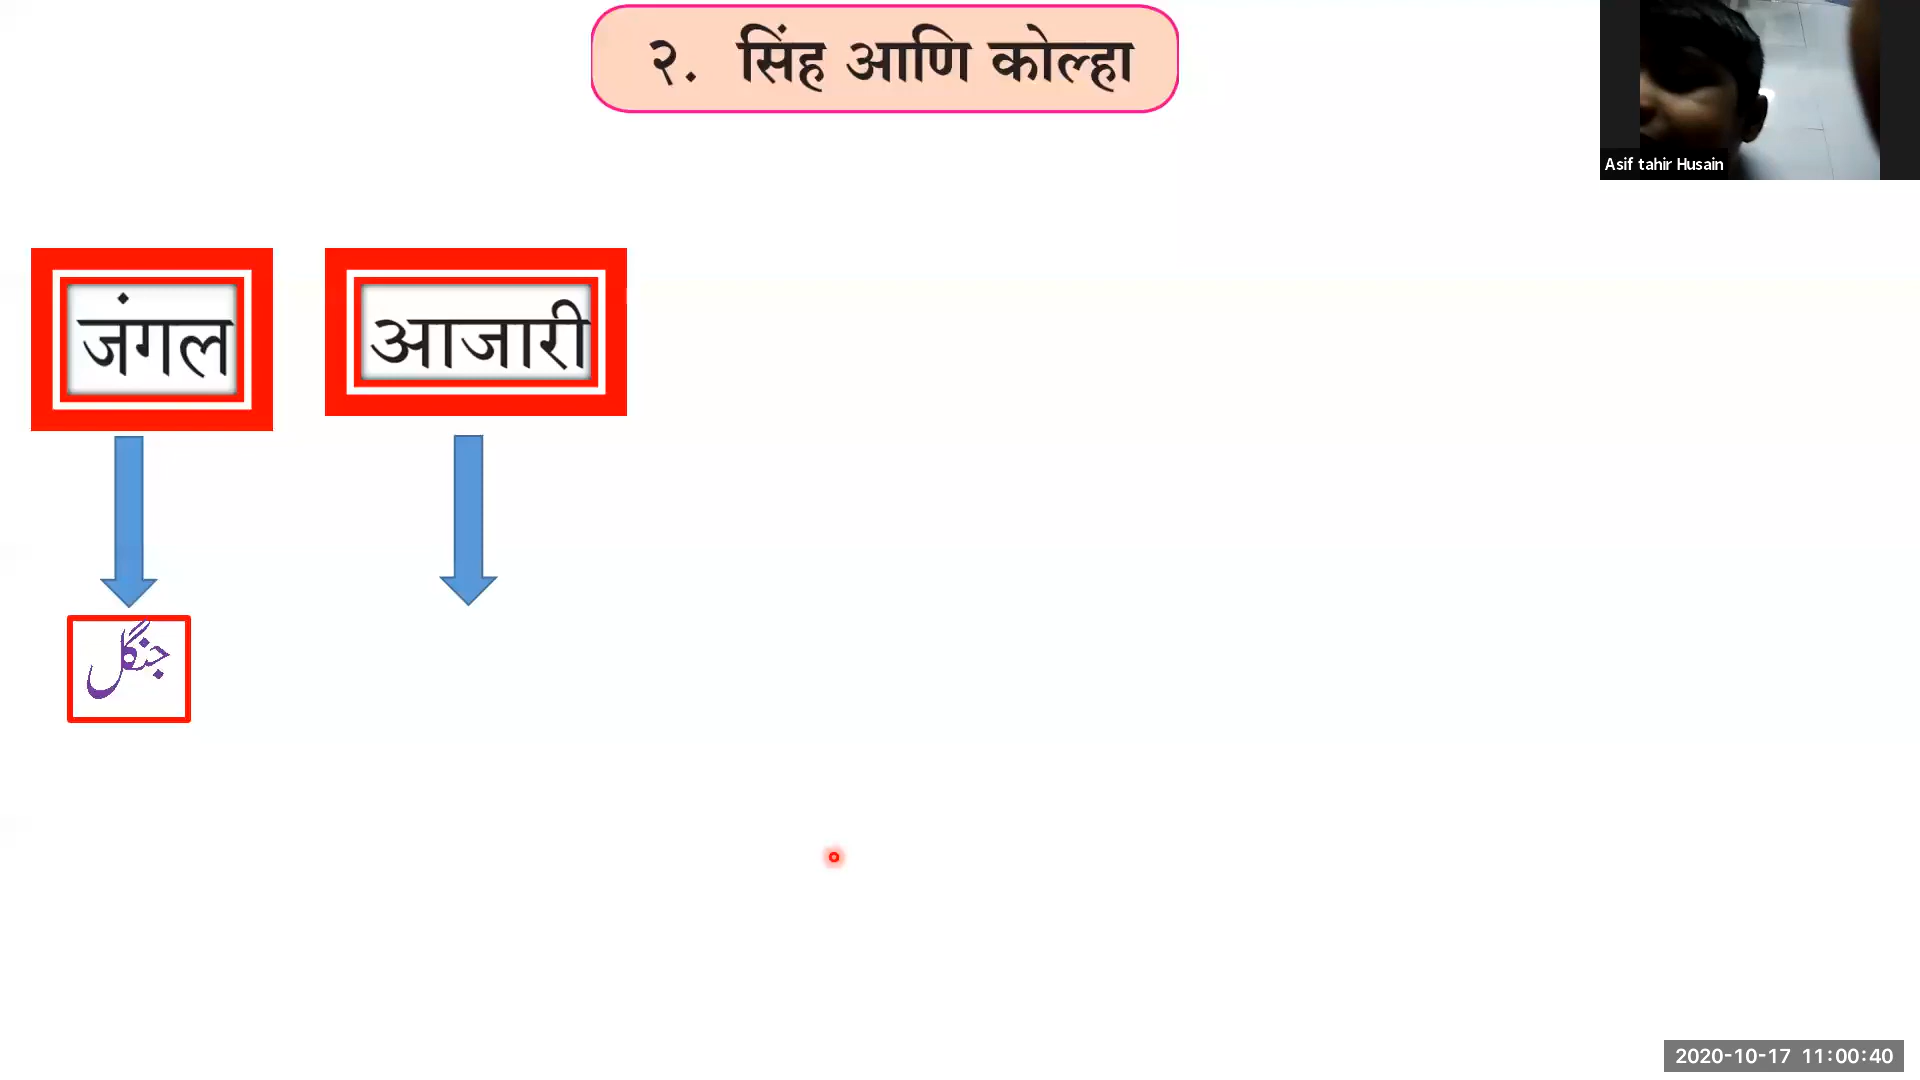 २. सिंह आणि कोल्हा
Asif tahir Husain
जंगल
आजारी
جنگل
2020-10-17 11:00:40